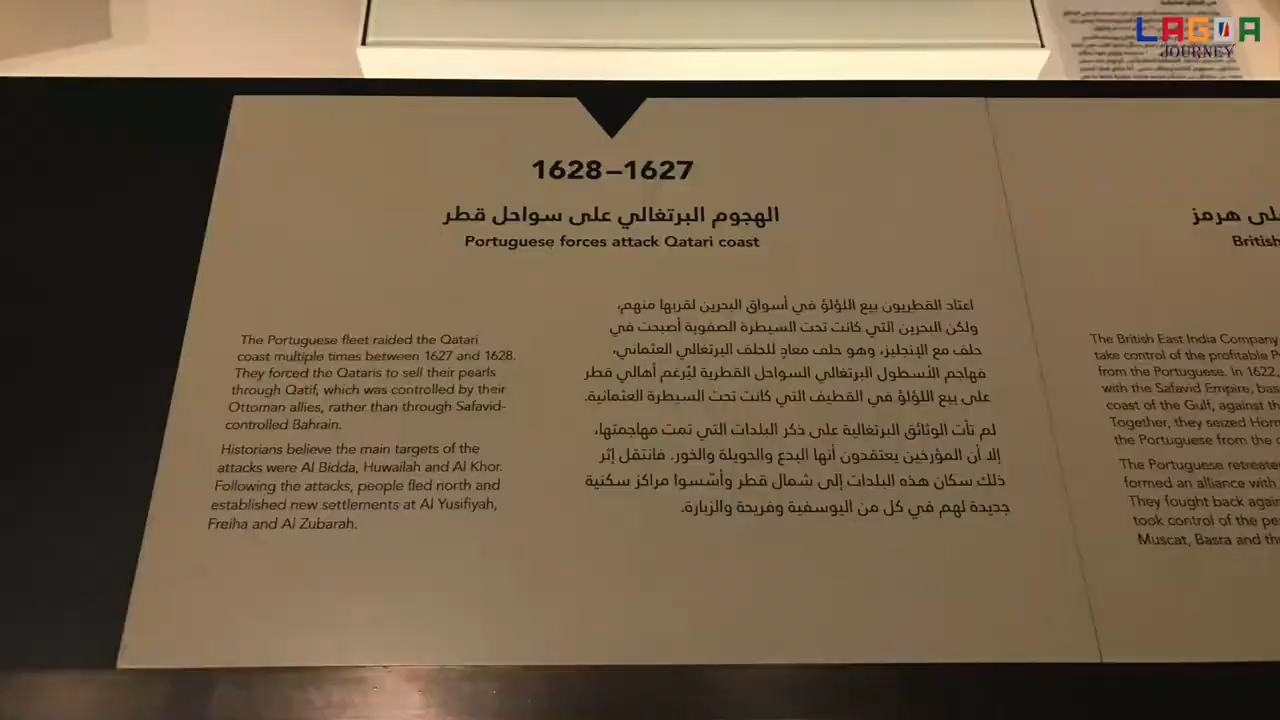 LAGOA
JOURNEY
1628–1627
الهجوم البرتغالي على سواحل قطر
Portuguese forces attack Qatari coast
The Portuguese fleet raided the Qatari
coast multiple times between 1627 and 1628.
They forced the Qataris to sell their pearls
through Qatif, which was controlled by their
Ottoman allies, rather than through Safavid-
controlled Bahrain.
Historians believe the main targets of the
attacks were Al Bidda, Huwailah and Al Khor.
Following the attacks, people fled north and
established new settlements at Al Yusifiyah,
Freiha and Al Zubarah.
اعتاد القطريون بيع اللؤلؤ في أسواق البحرين لقربها منهم،
ولكن البحرين التي كانت تحت السيطرة الصفوية أصبحت في
حلف مع الإنجليز، وهو حلف معادٍ للحلف البرتغالي العثماني،
فهاجم الأسطول البرتغالي السواحل القطرية ليُرغم أهالي قطر
على بيع اللؤلؤ في القطيف التي كانت تحت السيطرة العثمانية.
لم تأت الوثائق البرتغالية على ذكر البلدات التي تمت مهاجمتها،
إلا أن المؤرخين يعتقدون أنها البدع والحويلة والخور. فانتقل إثر
ذلك سكان هذه البلدات إلى شمال قطر وأسّسوا مراكز سكنية
جديدة لهم في كل من اليوسفية وفريحة والزبارة.
لى هرمز
British
The British East India Company
take control of the profitable
from the Portuguese. In 1622,
with the Safavid Empire,
coast of the Gulf, against
Together, they seized
the Portuguese from the
The Portuguese
formed an alliance with
They fought back
took control of the
Muscat, Basra and